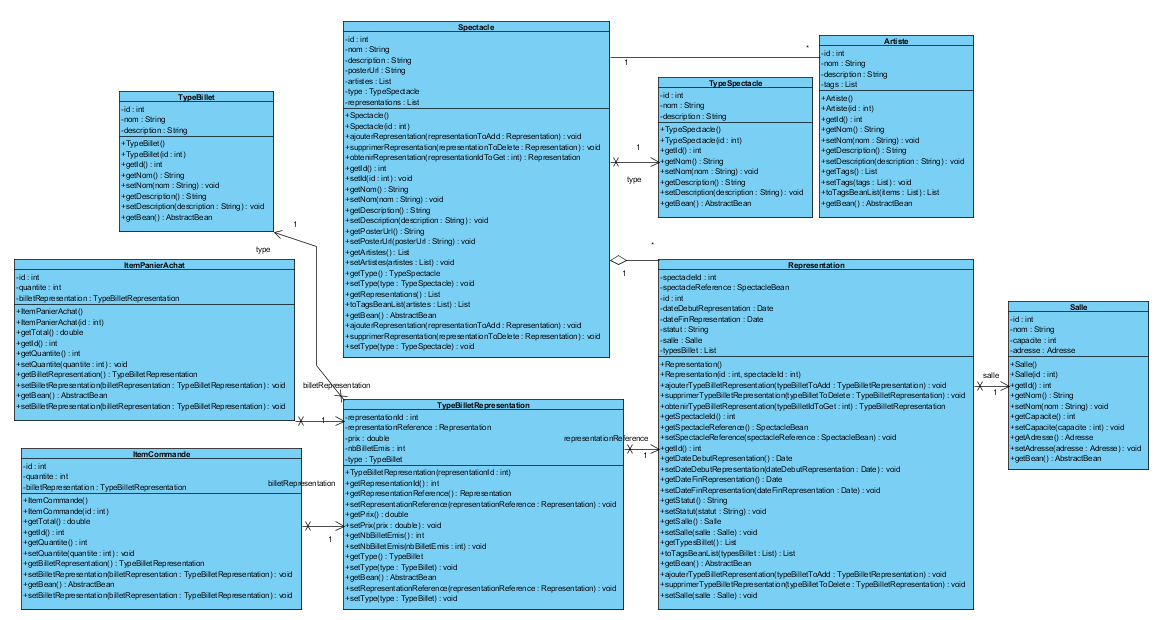 Spectacle
-id : int
-nom : String
-description : String
-posterUrl : String
-artistes : List
-type : TypeSpectacle
-representations : List
+Spectacle()
+Spectacle(id : int)
+ajouterRepresentation(representationToAdd : Representation) : void
+supprimerRepresentation(representationToDelete : Representation) : void
+obtenirRepresentation(representationIdToGet : int) : Representation
+getId() : int
+setId(id : int) : void
+getNom() : String
+setNom(nom : String) : void
+getDescription() : String
+setDescription(description : String) : void
+getPosterUrl() : String
+setPosterUrl(posterUrl : String) : void
+getArtistes() : List
+setArtistes(artistes : List) : void
+getType() : TypeSpectacle
+setType(type : TypeSpectacle) : void
+getRepresentations() : List
+toTagsBeanList(artistes : List) : List
+getBean() : AbstractBean
+ajouterRepresentation(representationToAdd : Representation) : void
+supprimerRepresentation(representationToDelete : Representation) : void
+setType(type : TypeSpectacle) : void
1
*
Artiste
-id : int
-nom : String
-description : String
-tags : List
+Artiste()
+Artiste(id : int)
+getId() : int
+getNom() : String
+setNom(nom : String) : void
+getDescription() : String
+setDescription(description : String) : void
+getTags() : List
+setTags(tags : List) : void
+toTagsBeanList(items : List) : List
+getBean() : AbstractBean
TypeSpectacle
-id : int
-nom : String
-description : String
+TypeSpectacle()
+TypeSpectacle(id : int)
+getId() : int
+getNom() : String
+setNom(nom : String) : void
+getDescription() : String
+setDescription(description : String) : void
+getBean() : AbstractBean
1
type
TypeBillet
-id : int
-nom : String
-description : String
+TypeBillet()
+TypeBillet(id : int)
+getId() : int
+getNom() : String
+setNom(nom : String) : void
+getDescription() : String
+setDescription(description : String) : void
+getBean() : AbstractBean
1
type
*
1
ItemPanierAchat
-id : int
-quantite : int
-billetRepresentation : TypeBilletRepresentation
+ItemPanierAchat()
+ItemPanierAchat(id : int)
+getTotal() : double
+getId() : int
+getQuantite() : int
+setQuantite(quantite : int) : void
+getBilletRepresentation() : TypeBilletRepresentation
+setBilletRepresentation(billetRepresentation : TypeBilletRepresentation) : void
+getBean() : AbstractBean
+setBilletRepresentation(billetRepresentation : TypeBilletRepresentation) : void
billetRepresentation
1
Representation
-spectacleId : int
-spectacleReference : SpectacleBean
-id : int
-dateDebutRepresentation : Date
-dateFinRepresentation : Date
-statut : String
-salle : Salle
-typesBillet : List
+Representation()
+Representation(id : int, spectacleId : int)
+ajouterTypeBilletRepresentation(typeBilletToAdd : TypeBilletRepresentation) : void
+supprimerTypeBilletRepresentation(typeBilletToDelete : TypeBilletRepresentation) : void
+obtenirTypeBilletRepresentation(typeBilletIdToGet : int) : TypeBilletRepresentation
+getSpectacleId() : int
+getSpectacleReference() : SpectacleBean
+setSpectacleReference(spectacleReference : SpectacleBean) : void
+getId() : int
+getDateDebutRepresentation() : Date
+setDateDebutRepresentation(dateDebutRepresentation : Date) : void
+getDateFinRepresentation() : Date
+setDateFinRepresentation(dateFinRepresentation : Date) : void
+getStatut() : String
+setStatut(statut : String) : void
+getSalle() : Salle
+setSalle(salle : Salle) : void
+getTypesBillet() : List
+toTagsBeanList(typesBillet : List) : List
+getBean() : AbstractBean
+ajouterTypeBilletRepresentation(typeBilletToAdd : TypeBilletRepresentation) : void
+supprimerTypeBilletRepresentation(typeBilletToDelete : TypeBilletRepresentation) : void
+setSalle(salle : Salle) : void
salle
1
Salle
-id : int
-nom : String
-capacite : int
-adresse : Adresse
+Salle()
+Salle(id : int)
+getId() : int
+getNom() : String
+setNom(nom : String) : void
+getCapacite() : int
+setCapacite(capacite : int) : void
+getAdresse() : Adresse
+setAdresse(adresse : Adresse) : void
+getBean() : AbstractBean
TypeBilletRepresentation
-representationId : int
-representationReference : Representation
-prix : double
-nbBilletEmis : int
-type : TypeBillet
+TypeBilletRepresentation(representationId : int)
+getRepresentationId() : int
+getRepresentationReference() : Representation
+setRepresentationReference(representationReference : Representation) : void
+getPrix() : double
+setPrix(prix : double) : void
+getNbBilletEmis() : int
+setNbBilletEmis(nbBilletEmis : int) : void
+getType() : TypeBillet
+setType(type : TypeBillet) : void
+getBean() : AbstractBean
+setRepresentationReference(representationReference : Representation) : void
+setType(type : TypeBillet) : void
representationReference
1
ItemCommande
-id : int
-quantite : int
-billetRepresentation : TypeBilletRepresentation
+ItemCommande()
+ItemCommande(id : int)
+getTotal() : double
+getId() : int
+getQuantite() : int
+setQuantite(quantite : int) : void
+getBilletRepresentation() : TypeBilletRepresentation
+setBilletRepresentation(billetRepresentation : TypeBilletRepresentation) : void
+getBean() : AbstractBean
+setBilletRepresentation(billetRepresentation : TypeBilletRepresentation) : void
billetRepresentation
1